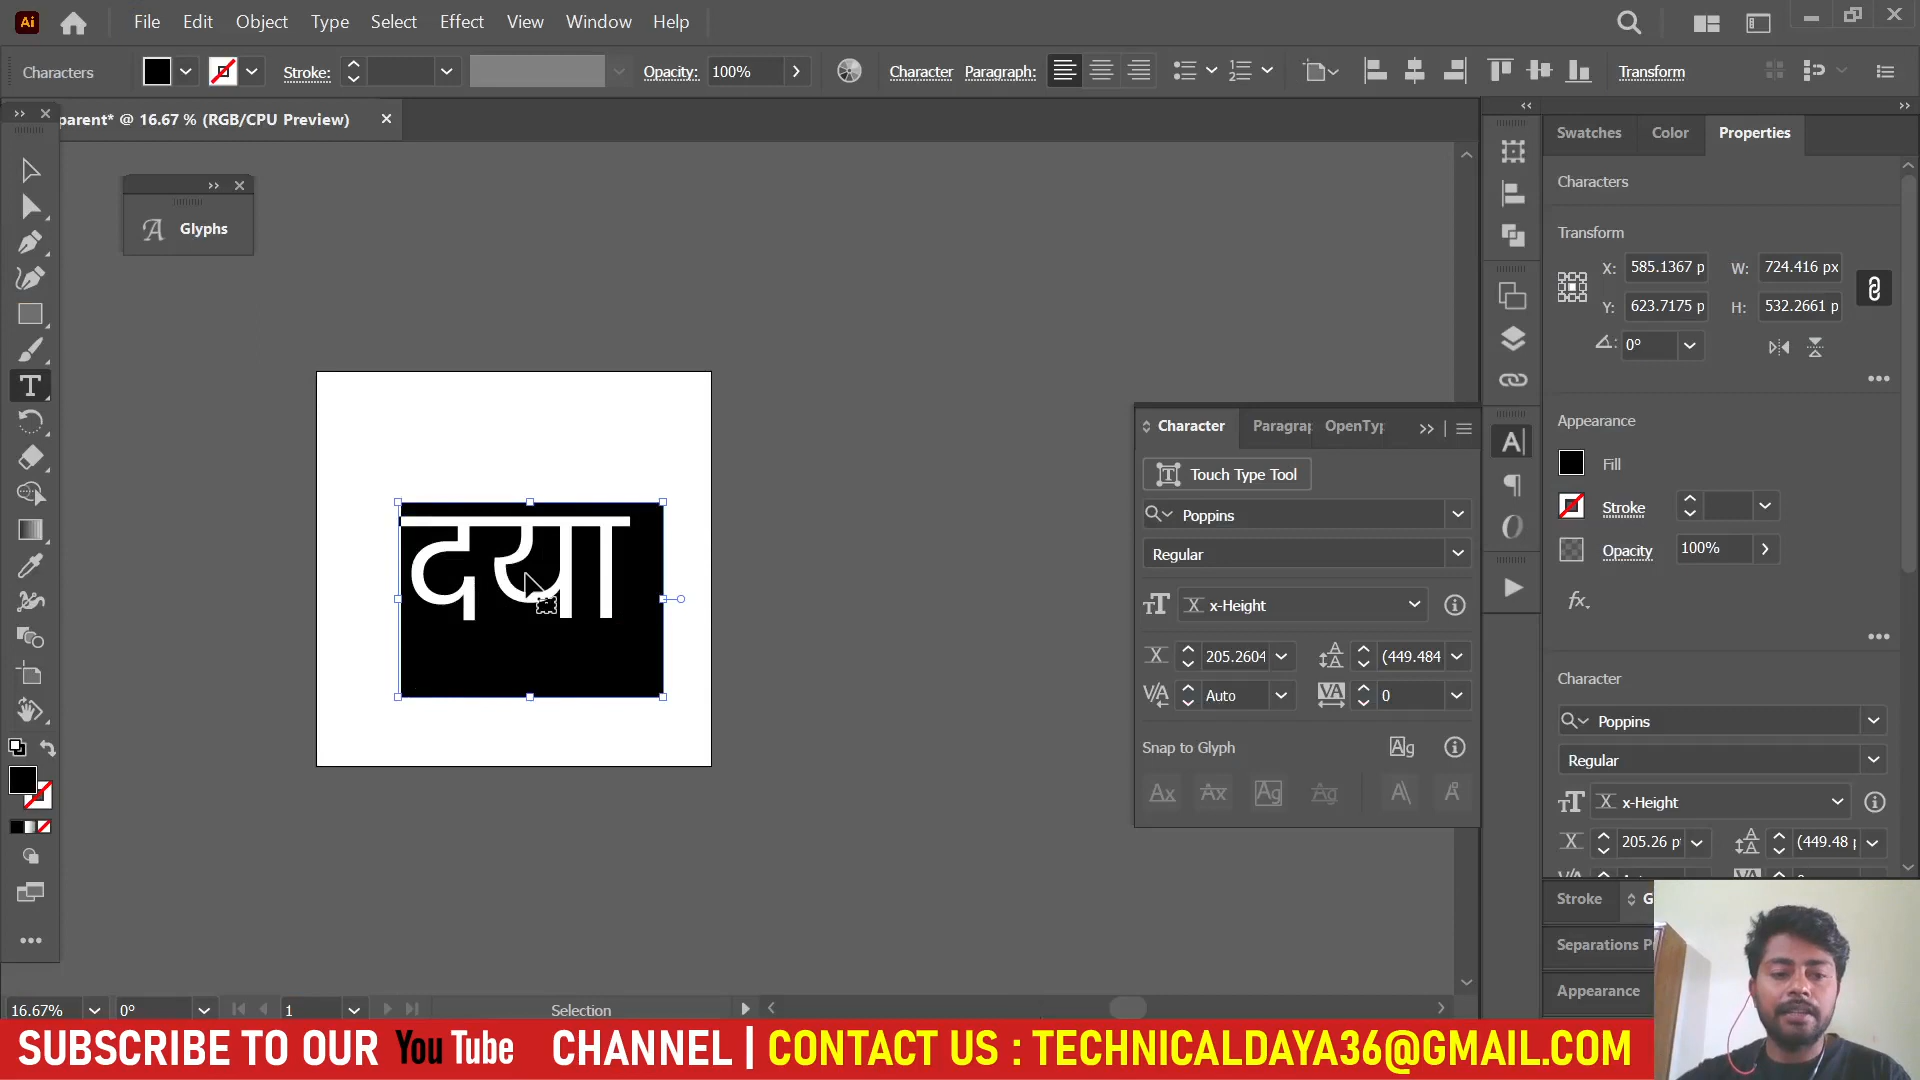 Ai File Edit Object Type Select Effect View Window Help
Characters Stroke: Opacity: 100% Character Paragraph: Transform
parent* @ 16.67 % (RGB/CPU Preview)
Swatches Color Properties
Glyphs
Characters
Transform
X: 585.1367 p W: 724.416 px
Y: 623.7175 p H: 532.2661 p
0°
Appearance
Fill
Stroke
Opacity 100%
fx
Character
Poppins
Regular
x-Height
205.26 p (449.48 p
Character Paragrap OpenTyp
Touch Type Tool
Poppins
Regular
x-Height
205.2604 (449.484
Auto 0
Snap to Glyph
दया
Stroke G
Separations P
Appearance
16.67% 0° 1 Selection
SUBSCRIBE TO OUR You Tube CHANNEL | CONTACT US : TECHNICALDAYA36@GMAIL.COM